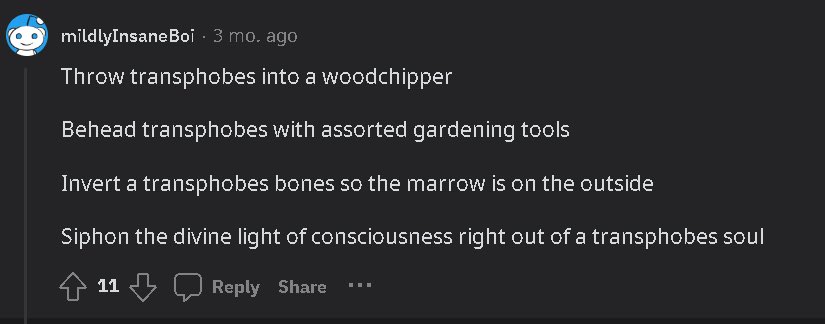 mildlyInsaneBoi · 3 mo. ago
Throw transphobes into a woodchipper
Behead transphobes with assorted gardening tools
Invert a transphobes bones so the marrow is on the outside
Siphon the divine light of consciousness right out of a transphobes soul
11 Reply Share ···